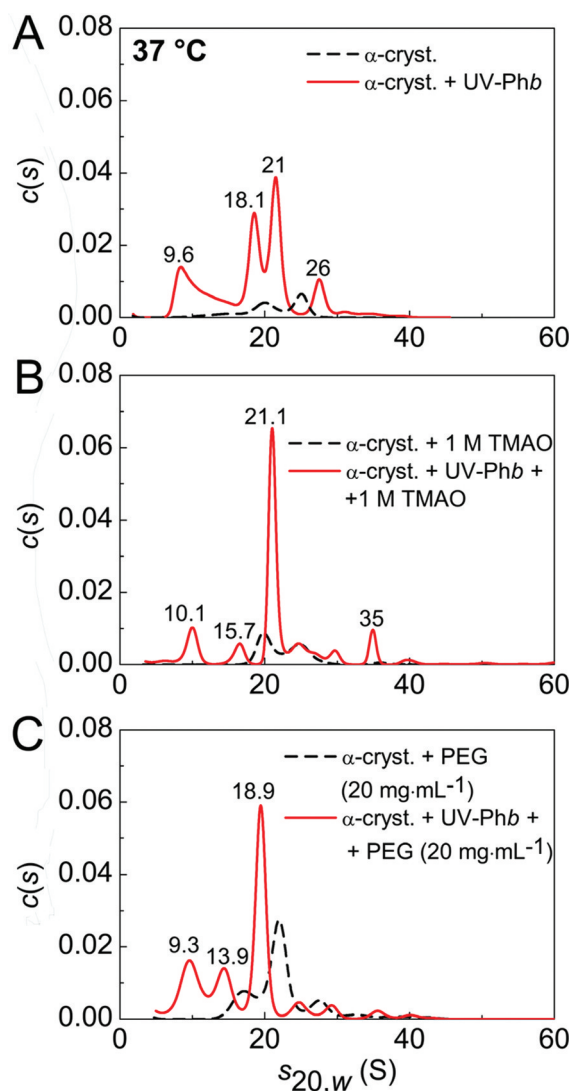 A
37 °C
α-cryst.
α-cryst. + UV-Phb
0.08
0.06
0.04
0.02
0.00
c(s)
9.6
18.1
21
26
0
20
40
60
B
α-cryst. + 1 M TMAO
α-cryst. + UV-Phb +
+1 M TMAO
0.08
0.06
0.04
0.02
0.00
c(s)
10.1
15.7
21.1
35
0
20
40
60
C
α-cryst. + PEG
(20 mg·mL-1)
α-cryst. + UV-Phb +
+ PEG (20 mg·mL-1)
0.08
0.06
0.04
0.02
0.00
c(s)
9.3
13.9
18.9
0
20
40
60
s20,w (S)